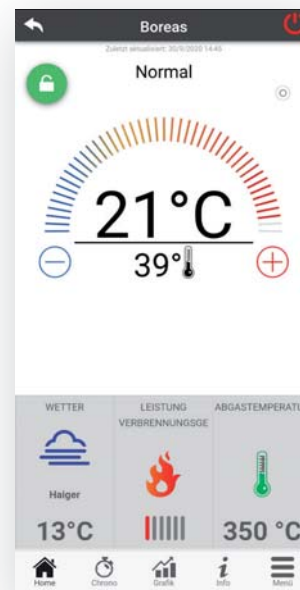 Boreas
Zuletzt aktualisiert: 30/9/2020 14:46
Normal
21°C
39°
WETTER
LEISTUNG
VERBRENNUNGSGE
ABGASTEMPERATU
Haiger
13°C
350 °C
Home
Chrono
Grafik
Info
Menü